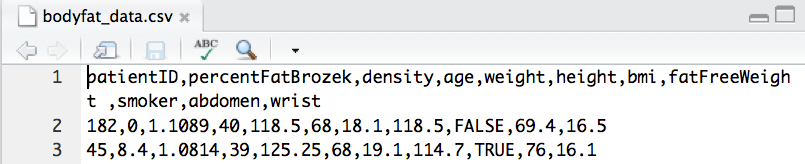 bodyfat_data.csv
ABC
1 patientID,percentFatBrozek,density,age,weight,height,bmi,fatFreeWeigh
t ,smoker,abdomen,wrist
2 182,0,1.1089,40,118.5,68,18.1,118.5,FALSE,69.4,16.5
3 45,8.4,1.0814,39,125.25,68,19.1,114.7,TRUE,76,16.1